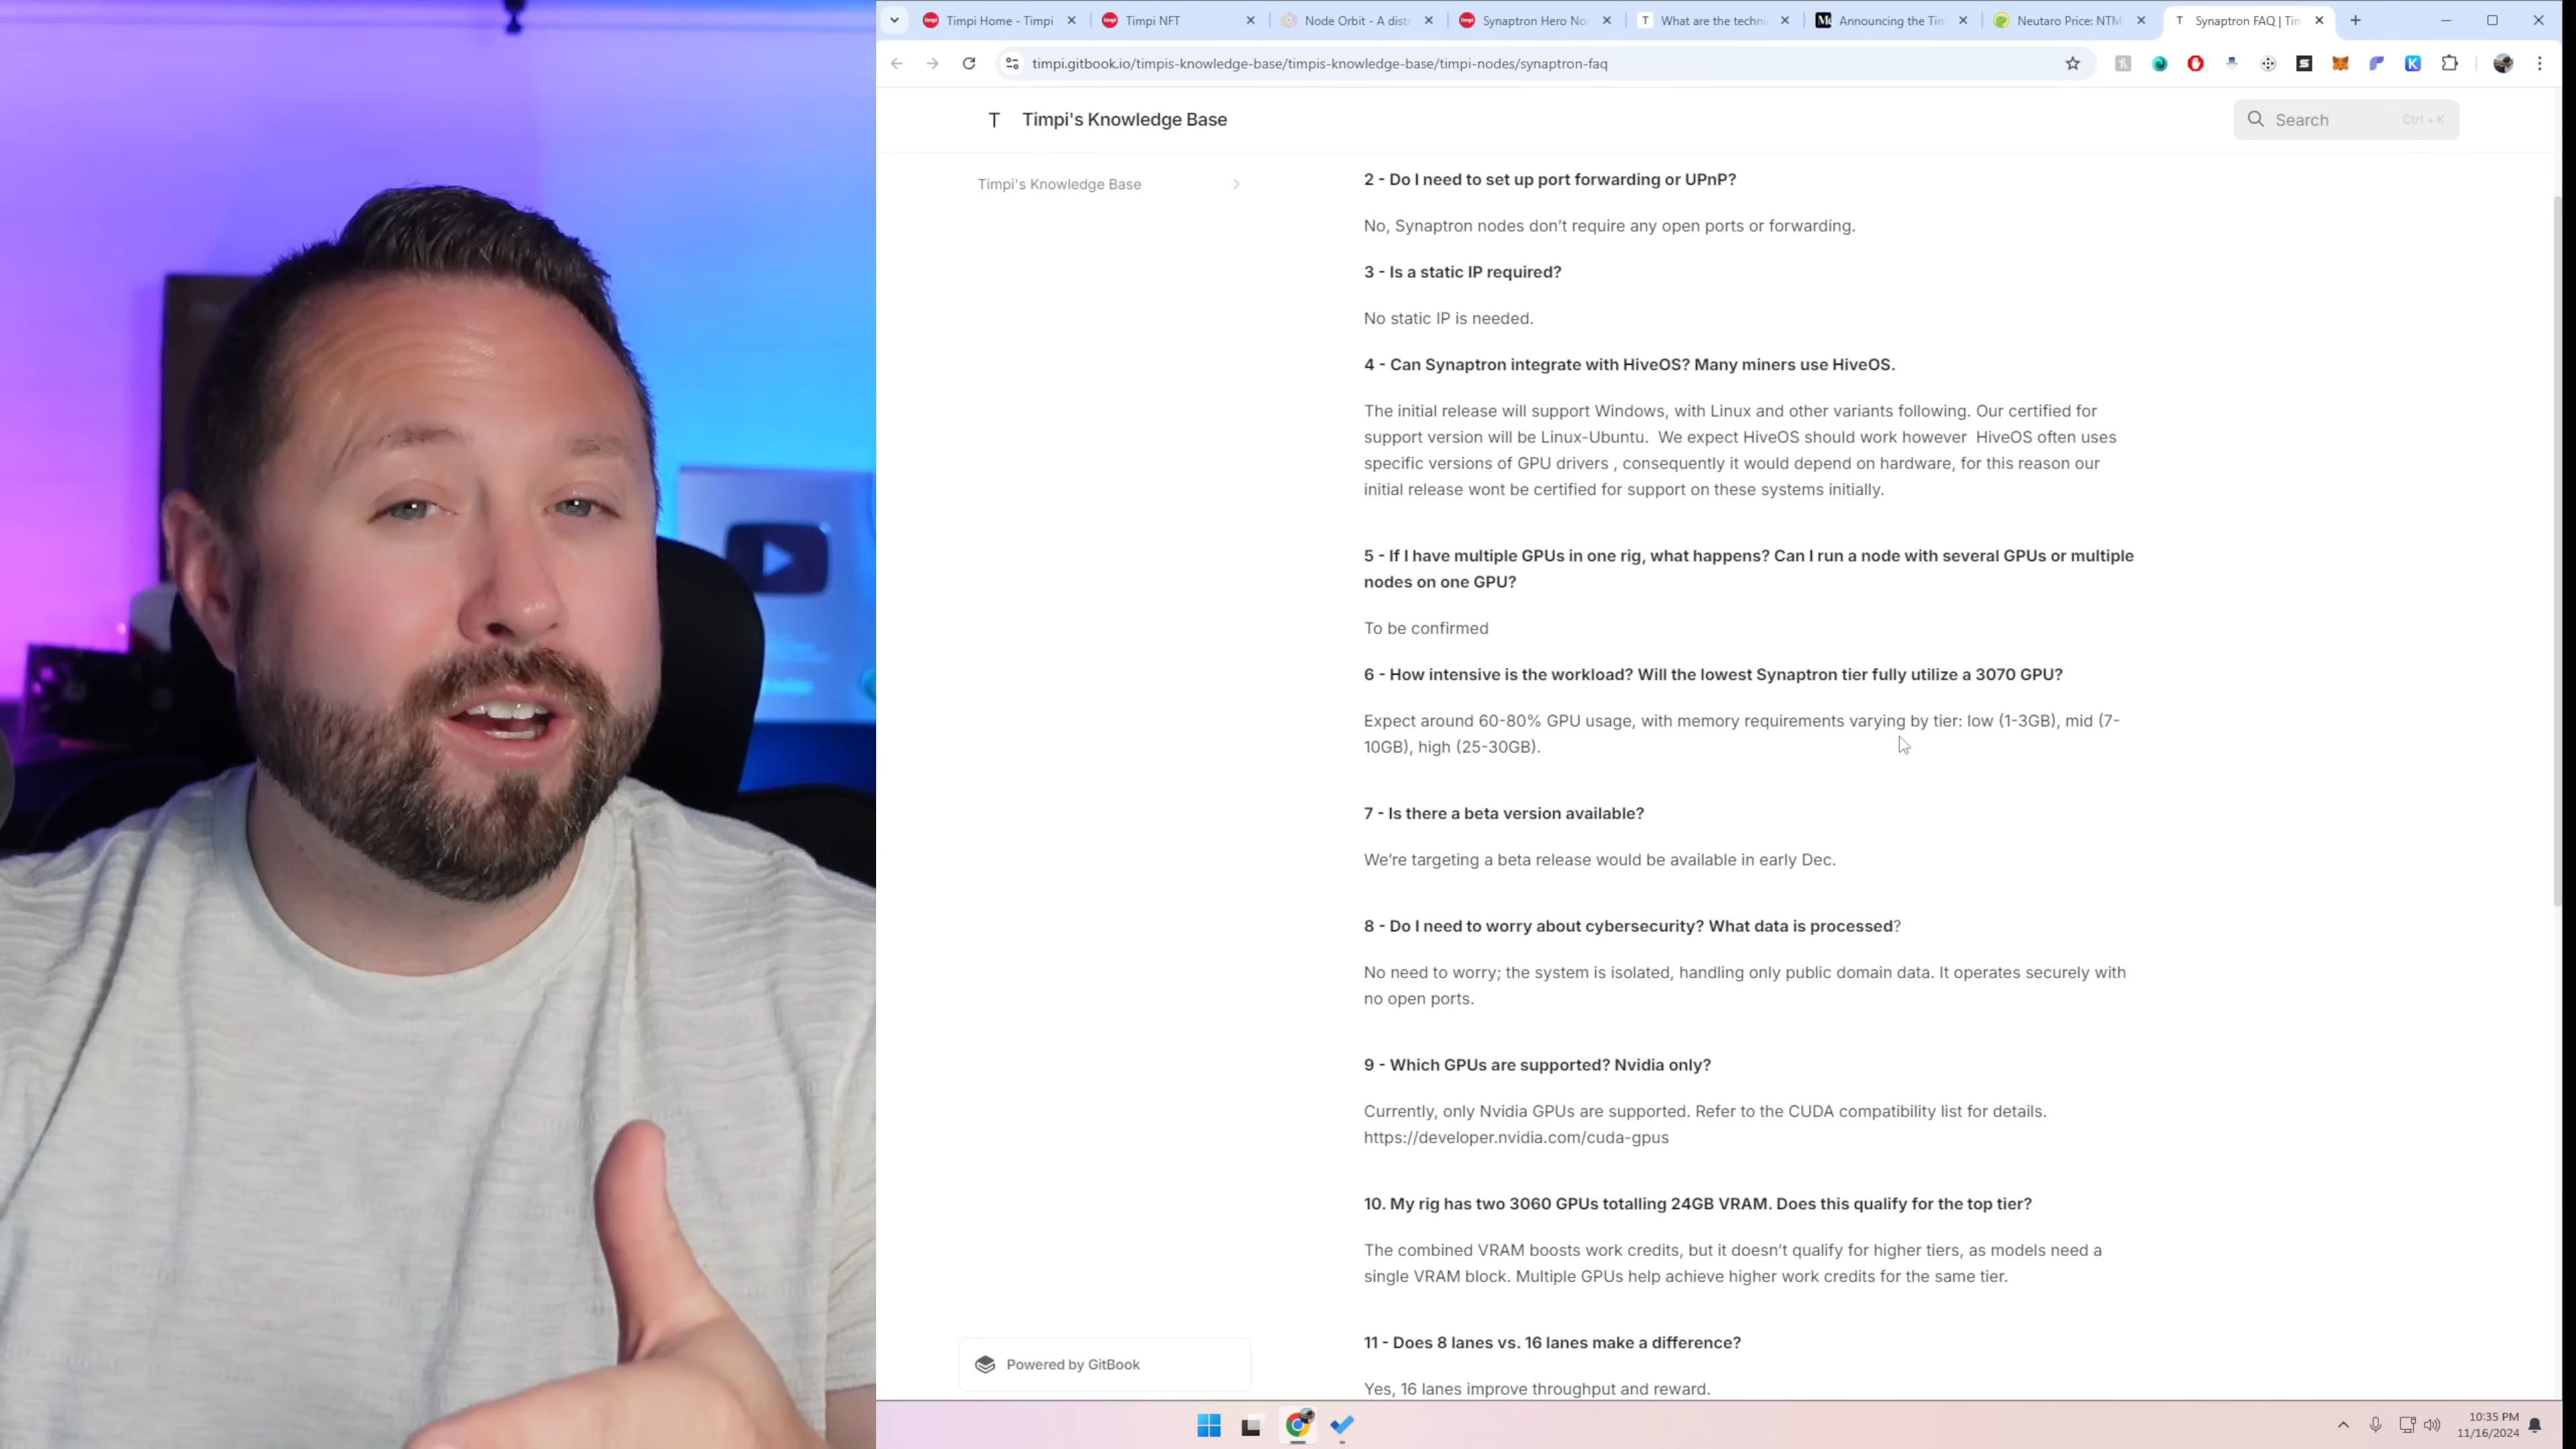 Timpi Home - Timpi
Timpi NFT
Node Orbit - A dist
Synaptron Hero No
What are the techni
Announcing the Tim
Neutaro Price: NTM
Synaptron FAQ | Tim
timpi.gitbook.io/timpis-knowledge-base/timpis-knowledge-base/timpi-nodes/synaptron-faq
T Timpi's Knowledge Base
Search Ctrl + K
Timpi's Knowledge Base
2 - Do I need to set up port forwarding or UPnP?
No, Synaptron nodes don’t require any open ports or forwarding.
3 - Is a static IP required?
No static IP is needed.
4 - Can Synaptron integrate with HiveOS? Many miners use HiveOS.
The initial release will support Windows, with Linux and other variants following. Our certified for
support version will be Linux-Ubuntu. We expect HiveOS should work however HiveOS often uses
specific versions of GPU drivers , consequently it would depend on hardware, for this reason our
initial release wont be certified for support on these systems initially.
5 - If I have multiple GPUs in one rig, what happens? Can I run a node with several GPUs or multiple
nodes on one GPU?
To be confirmed
6 - How intensive is the workload? Will the lowest Synaptron tier fully utilize a 3070 GPU?
Expect around 60-80% GPU usage, with memory requirements varying by tier: low (1-3GB), mid (7-
10GB), high (25-30GB).
7 - Is there a beta version available?
We’re targeting a beta release would be available in early Dec.
8 - Do I need to worry about cybersecurity? What data is processed?
No need to worry; the system is isolated, handling only public domain data. It operates securely with
no open ports.
9 - Which GPUs are supported? Nvidia only?
Currently, only Nvidia GPUs are supported. Refer to the CUDA compatibility list for details.
https://developer.nvidia.com/cuda-gpus
10. My rig has two 3060 GPUs totalling 24GB VRAM. Does this qualify for the top tier?
The combined VRAM boosts work credits, but it doesn’t qualify for higher tiers, as models need a
single VRAM block. Multiple GPUs help achieve higher work credits for the same tier.
11 - Does 8 lanes vs. 16 lanes make a difference?
Yes, 16 lanes improve throughput and reward.
Powered by GitBook
10:35 PM
11/16/2024